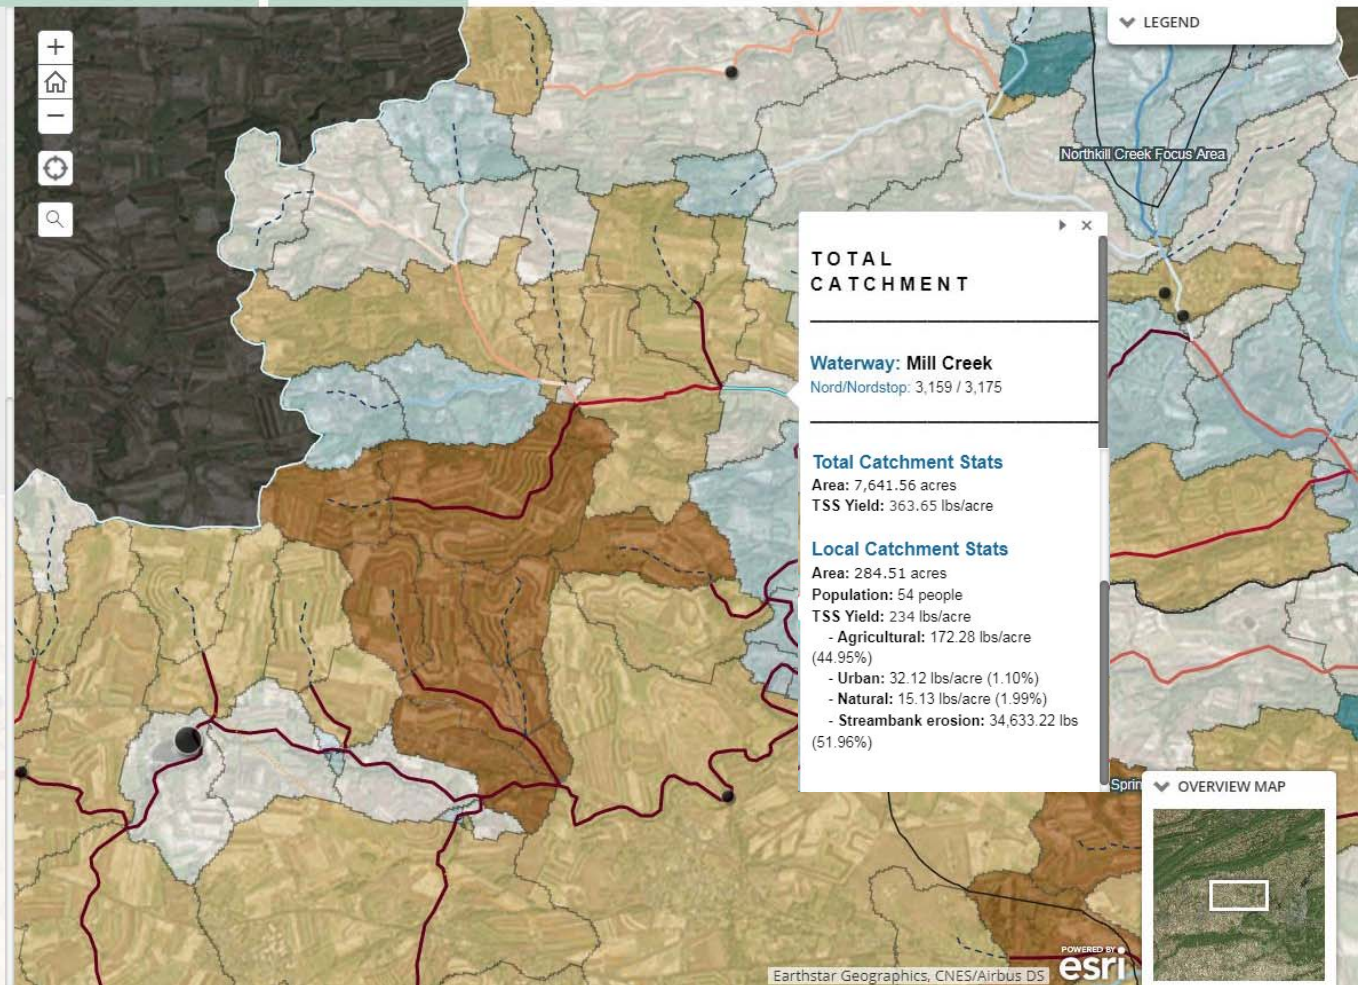 LEGEND
Northkill Creek Focus Area
TOTAL
CATCHMENT
Waterway: Mill Creek
Nord/Nordstop: 3,159 / 3,175
Total Catchment Stats
Area: 7,641.56 acres
TSS Yield: 363.65 lbs/acre
Local Catchment Stats
Area: 284.51 acres
Population: 54 people
TSS Yield: 234 lbs/acre
- Agricultural: 172.28 lbs/acre
(44.95%)
- Urban: 32.12 lbs/acre (1.10%)
- Natural: 15.13 lbs/acre (1.99%)
- Streambank erosion: 34,633.22 lbs
(51.96%)
OVERVIEW MAP
POWERED BY
esri
Earthstar Geographics, CNES/Airbus DS